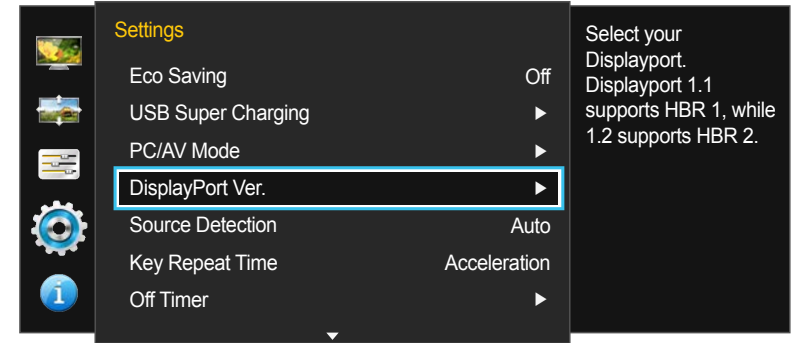 Settings
Eco Saving Off
USB Super Charging
PC/AV Mode
DisplayPort Ver.
Source Detection Auto
Key Repeat Time Acceleration
Off Timer
Select your
Displayport.
Displayport 1.1
supports HBR 1, while
1.2 supports HBR 2.